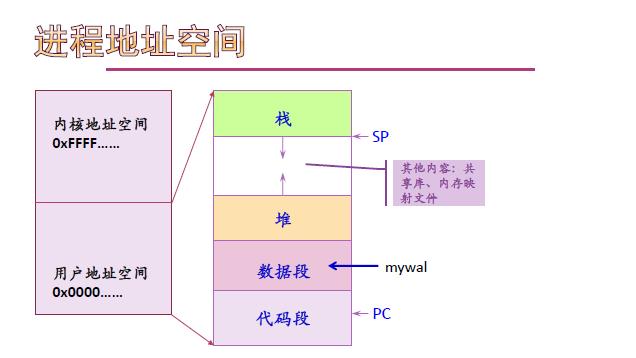 进程地址空间
内核地址空间
0xFFFF……
用户地址空间
0x0000……
栈
SP
其他内容：共
享库、内存映
射文件
堆
数据段
mywal
代码段
PC